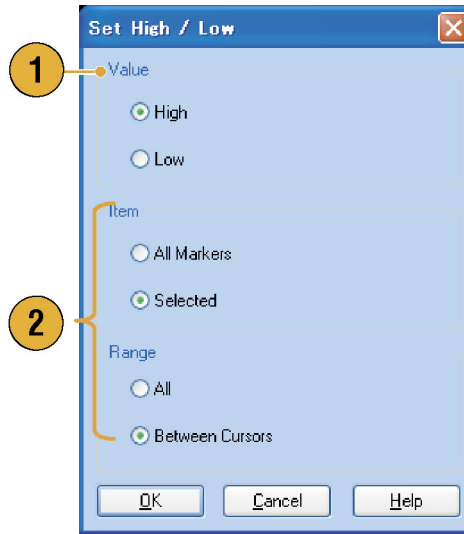 Set High / Low
1
Value
High
Low
Item
All Markers
2
Selected
Range
All
Between Cursors
OK
Cancel
Help